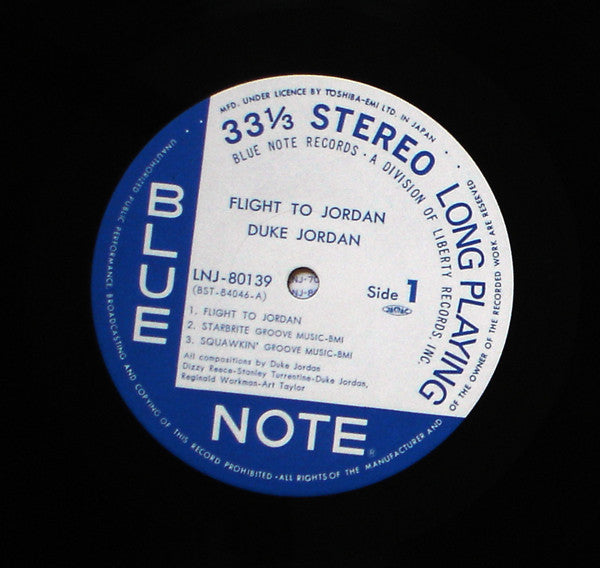 MFD. UNDER LICENCE BY TOSHIBA-EMI LTD. IN JAPAN
33⅓ STEREO LONG PLAYING
BLUE NOTE RECORDS · A DIVISION OF LIBERTY RECORDS, INC.
FLIGHT TO JORDAN
DUKE JORDAN
LNJ-80139
(BST-84046-A)
Side 1
1. FLIGHT TO JORDAN
2. STARBRITE GROOVE MUSIC-BMI
3. SQUAWKIN' GROOVE MUSIC-BMI
All compositions by Duke Jordan
Dizzy Reece-Stanley Turrentine-Duke Jordan,
Reginald Workman-Art Taylor
BLUE
NOTE
UNAUTHORIZED PUBLIC PERFORMANCE, BROADCASTING AND COPYING OF THIS RECORD PROHIBITED · ALL RIGHTS OF THE MANUFACTURER AND OF THE OWNER OF THE RECORDED WORK ARE RESERVED